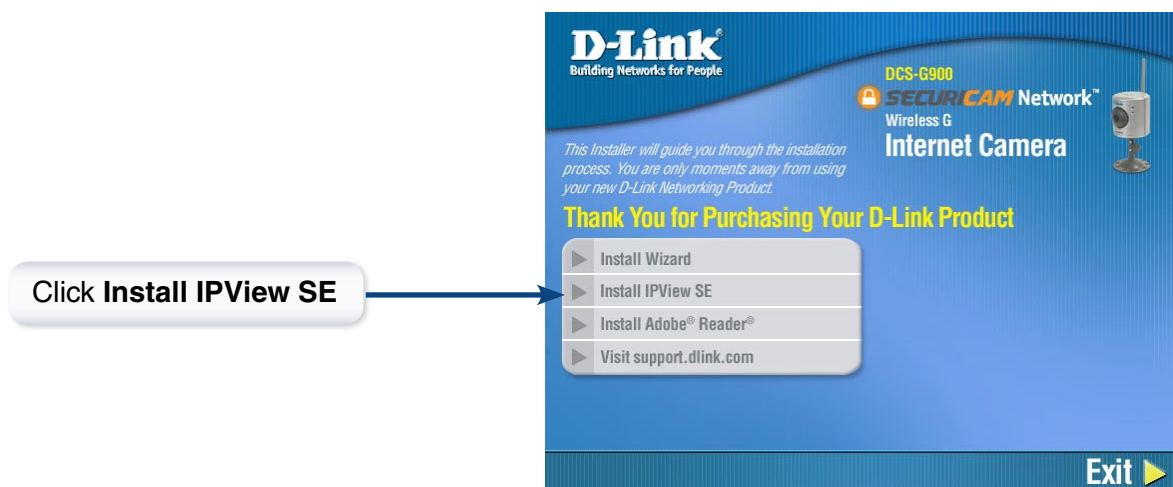 Click Install IPView SE
D-Link®
Building Networks for People
DCS-G900
SECURICAM Network™
Wireless G
Internet Camera
This Installer will guide you through the installation
process. You are only moments away from using
your new D-Link Networking Product.
Thank You for Purchasing Your D-Link Product
Install Wizard
Install IPView SE
Install Adobe® Reader®
Visit support.dlink.com
Exit